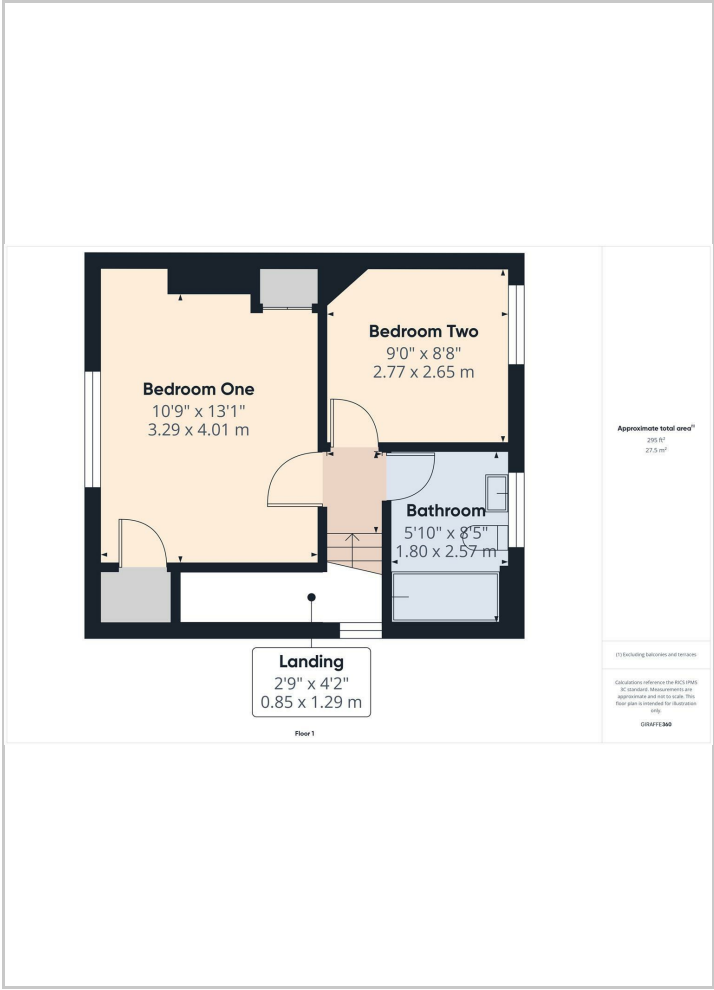 Bedroom One
10'9" x 13'1"
3.29 x 4.01 m
Bedroom Two
9'0" x 8'8"
2.77 x 2.65 m
Bathroom
5'10" x 8'5"
1.80 x 2.57 m
Landing
2'9" x 4'2"
0.85 x 1.29 m
Floor 1
Approximate total area⁽¹⁾
295 ft²
27.5 m²
(1) Excluding balconies and terraces
Calculations reference the RICS IPMS
3C standard. Measurements are
approximate and not to scale. This
floor plan is intended for illustration
only.
GIRAFFE360